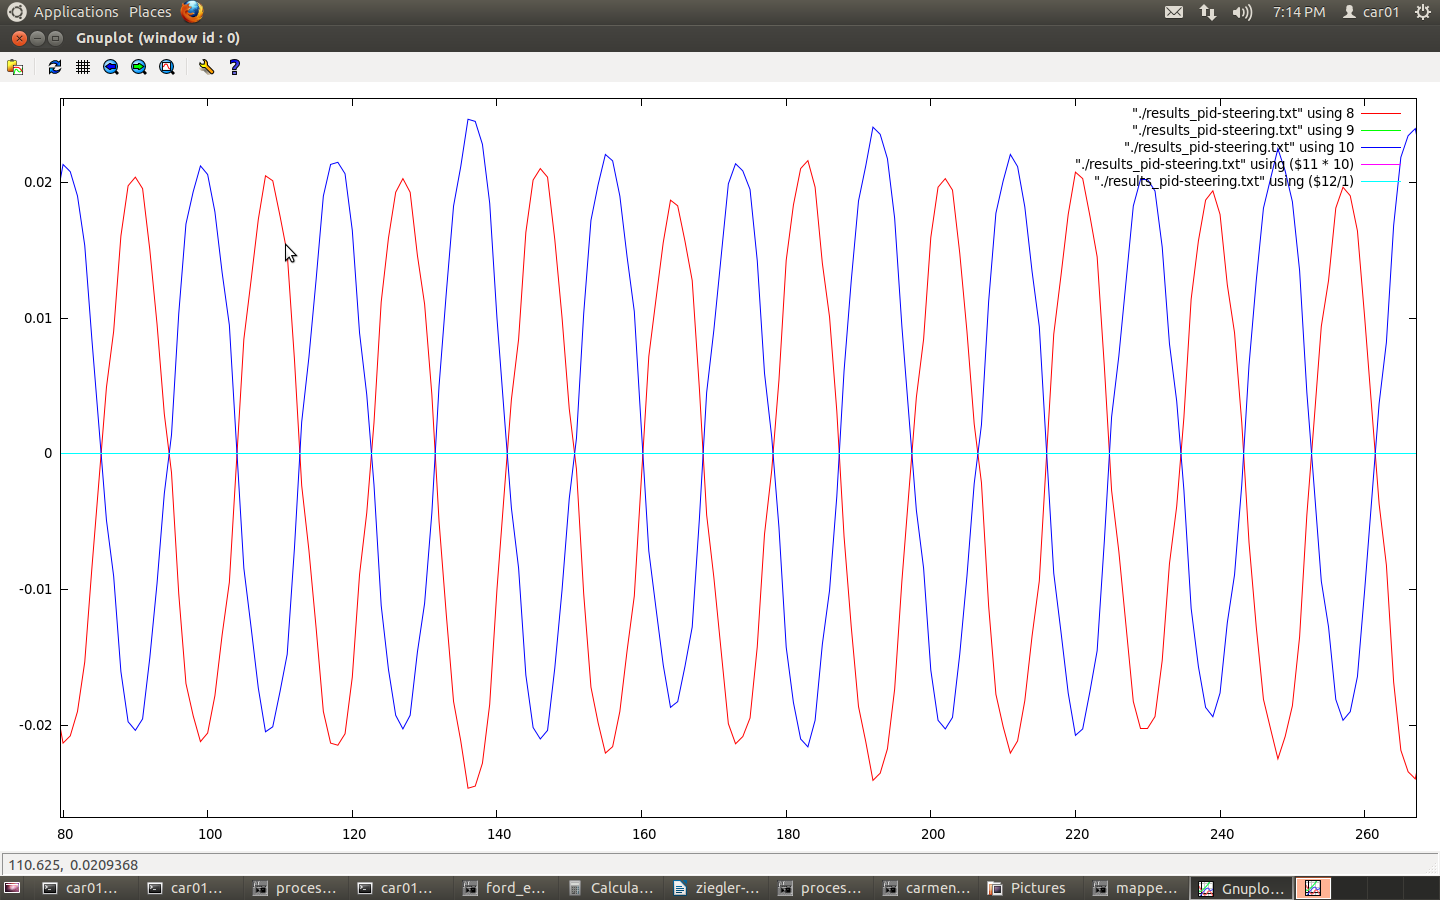 Applications Places 7:14 PM car01
Gnuplot (window id : 0)
"./results_pid-steering.txt" using 8
"./results_pid-steering.txt" using 9
"./results_pid-steering.txt" using 10
"./results_pid-steering.txt" using ($11 * 10)
"./results_pid-steering.txt" using ($12/1)
0.02
0.01
0
-0.01
-0.02
80 100 120 140 160 180 200 220 240 260
110.625, 0.0209368
car01... car01... proces... car01... ford_e... Calcula... ziegler-... proces... carmen... Pictures mappe... Gnuplo...